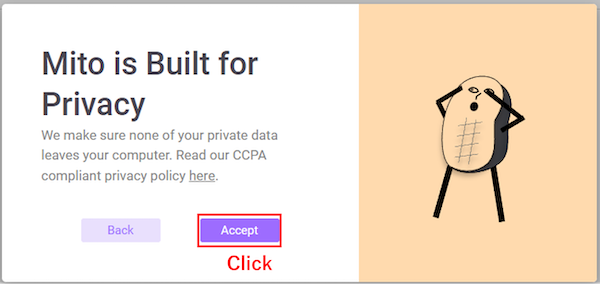 Mito is Built for
Privacy
We make sure none of your private data
leaves your computer. Read our CCPA
compliant privacy policy here.
Back
Accept
Click